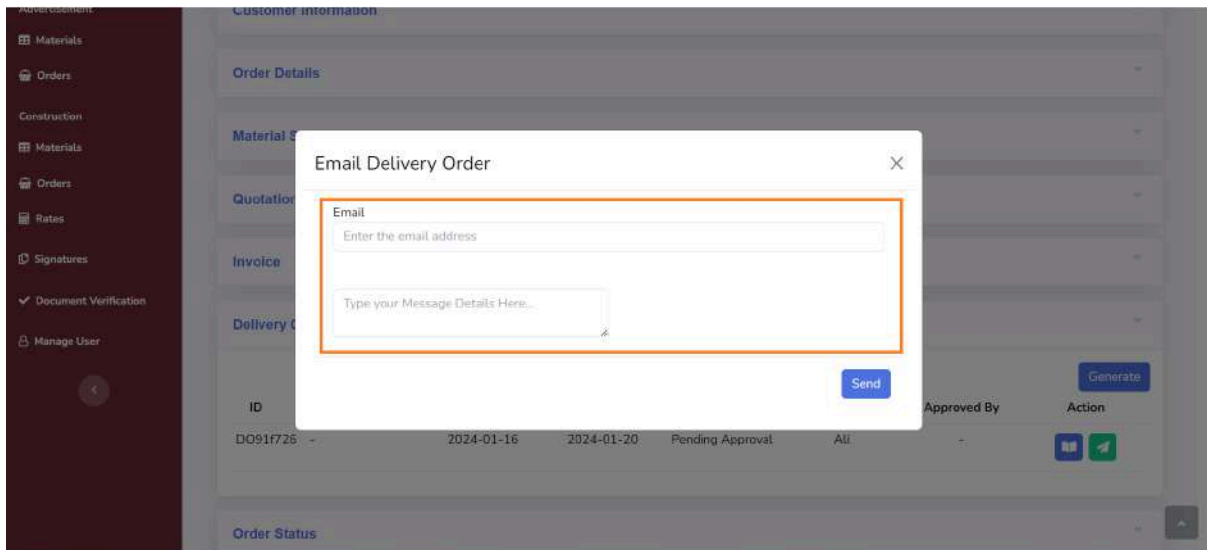 Advertisement
Materials
Orders
Construction
Materials
Orders
Rates
Signatures
Document Verification
Manage User
Customer Information
Order Details
Material S
Quotation
Invoice
Delivery O
Email Delivery Order
Email
Enter the email address
Type your Message Details Here...
Send
Generate
ID Approved By Action
DO91f726 - 2024-01-16 2024-01-20 Pending Approval Ali -
Order Status